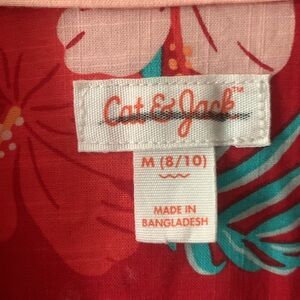 Cat & Jack™
M (8/10)
MADE IN
BANGLADESH